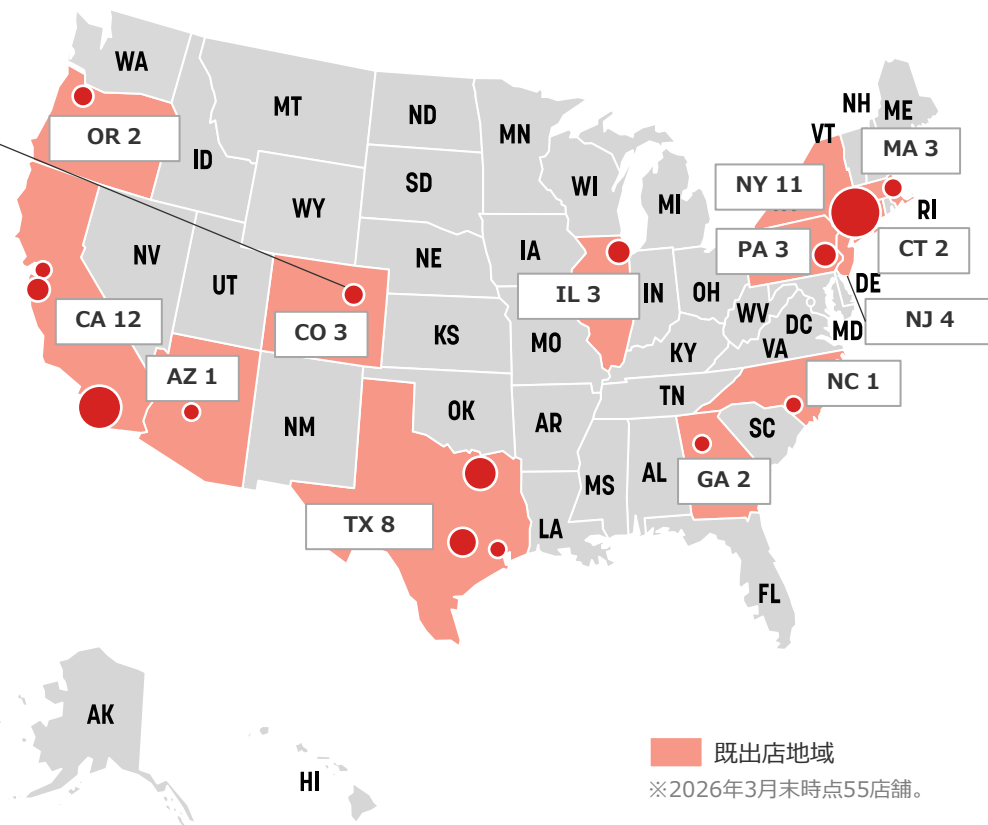 WA
MT
ND
MN
NH
ME
VT
MA 3
OR 2
ID
SD
WI
MI
NY 11
RI
WY
CT 2
PA 3
NV
NE
IA
UT
IL 3
IN
OH
DE
WV
DC
MD
NJ 4
CA 12
CO 3
KS
MO
KY
VA
AZ 1
NC 1
TN
NM
OK
AR
SC
MS
AL
GA 2
TX 8
LA
FL
AK
HI
既出店地域
※2026年3月末時点55店舗。